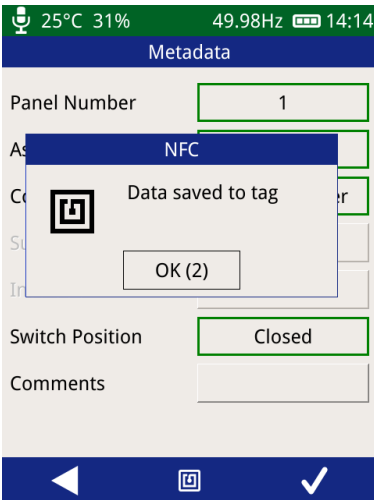 25°C 31% 49.98Hz 14:14
Metadata
Panel Number 1
NFC
Data saved to tag
OK (2)
Switch Position Closed
Comments